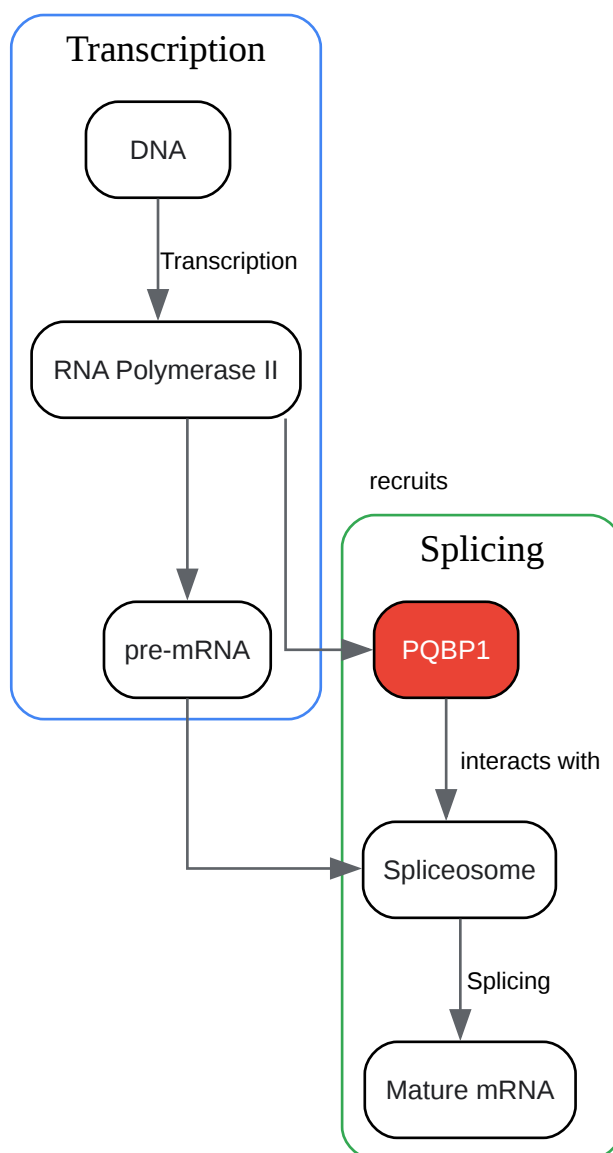 Transcription
DNA
Transcription
RNA Polymerase II
recruits
Splicing
pre-mRNA
PQBP1
interacts with
Spliceosome
Splicing
Mature mRNA